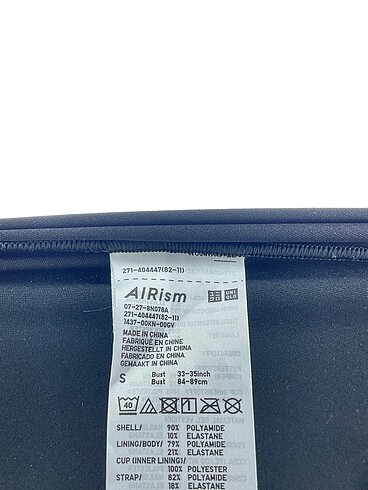 271-404447(82-11)
AIRism UNI QLO
07-27-8N078A
271-404447(82-11)
1437-00KN-00GV
MADE IN CHINA
FABRIQUÉ EN CHINE
HERGESTELLT IN CHINA
FABRICADO EN CHINA
GEMAAKT IN CHINA
S Bust 33-35inch
Bust 84-89cm
40
SHELL/ 90% POLYAMIDE
10% ELASTANE
LINING/BODY/ 79% POLYAMIDE
21% ELASTANE
CUP (INNER LINING)/
100% POLYESTER
STRAP/ 82% POLYAMIDE
18% ELASTANE